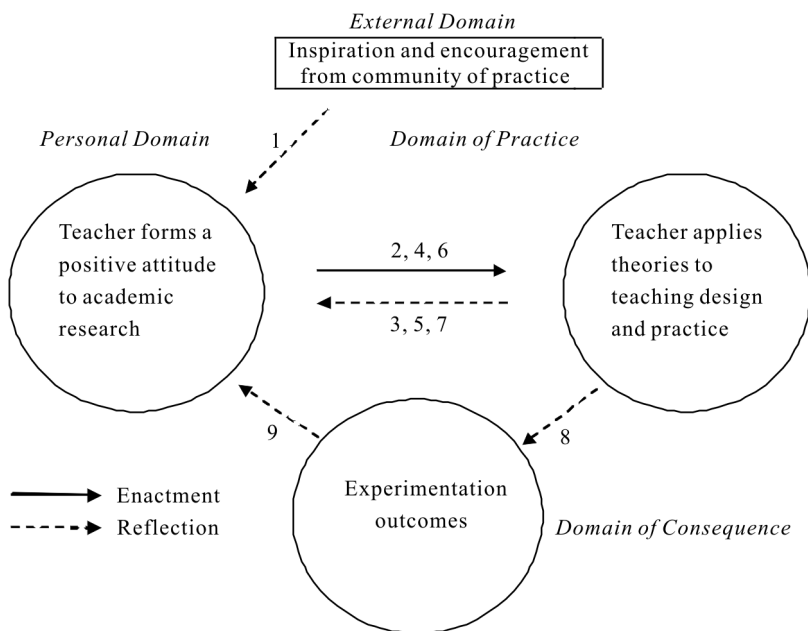 External Domain
Inspiration and encouragement
from community of practice
Personal Domain
1
Domain of Practice
Teacher forms a
positive attitude
to academic
research
2, 4, 6
3, 5, 7
Teacher applies
theories to
teaching design
and practice
9
8
Experimentation
outcomes
Enactment
Reflection
Domain of Consequence